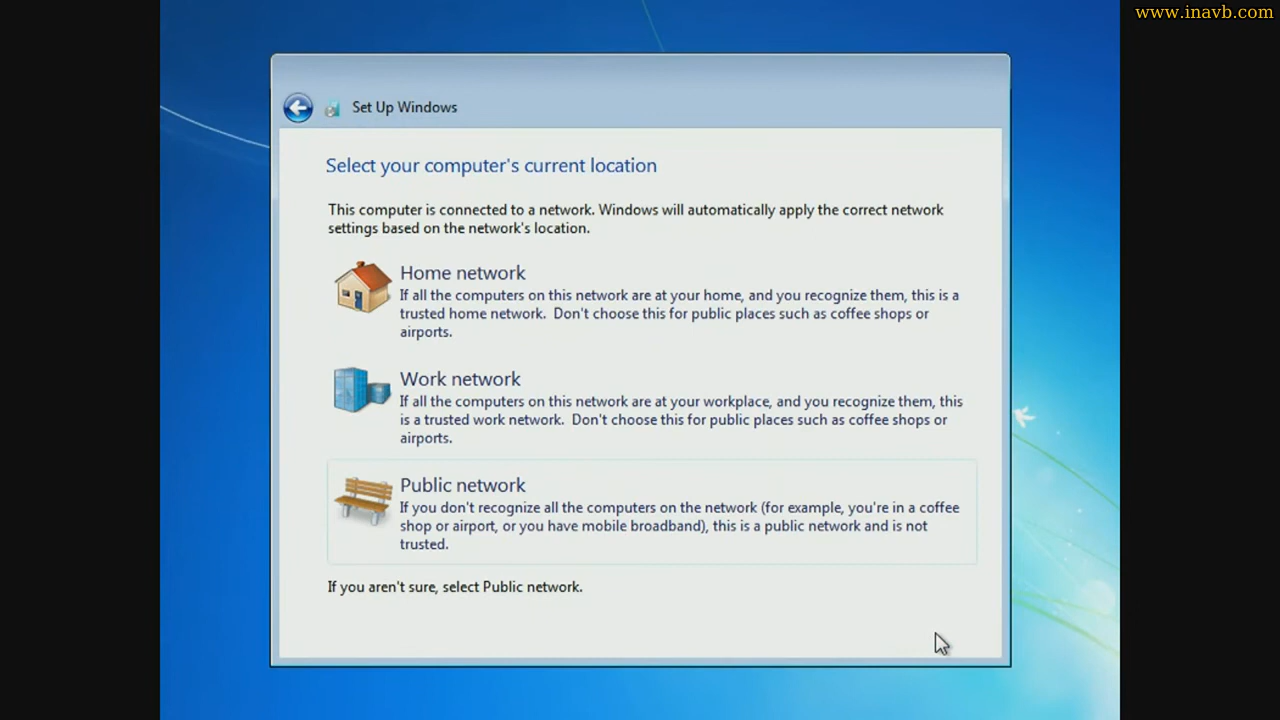 www.inavb.com
Set Up Windows
Select your computer's current location
This computer is connected to a network. Windows will automatically apply the correct network
settings based on the network's location.
Home network
If all the computers on this network are at your home, and you recognize them, this is a
trusted home network. Don't choose this for public places such as coffee shops or
airports.
Work network
If all the computers on this network are at your workplace, and you recognize them, this
is a trusted work network. Don't choose this for public places such as coffee shops or
airports.
Public network
If you don't recognize all the computers on the network (for example, you're in a coffee
shop or airport, or you have mobile broadband), this is a public network and is not
trusted.
If you aren't sure, select Public network.